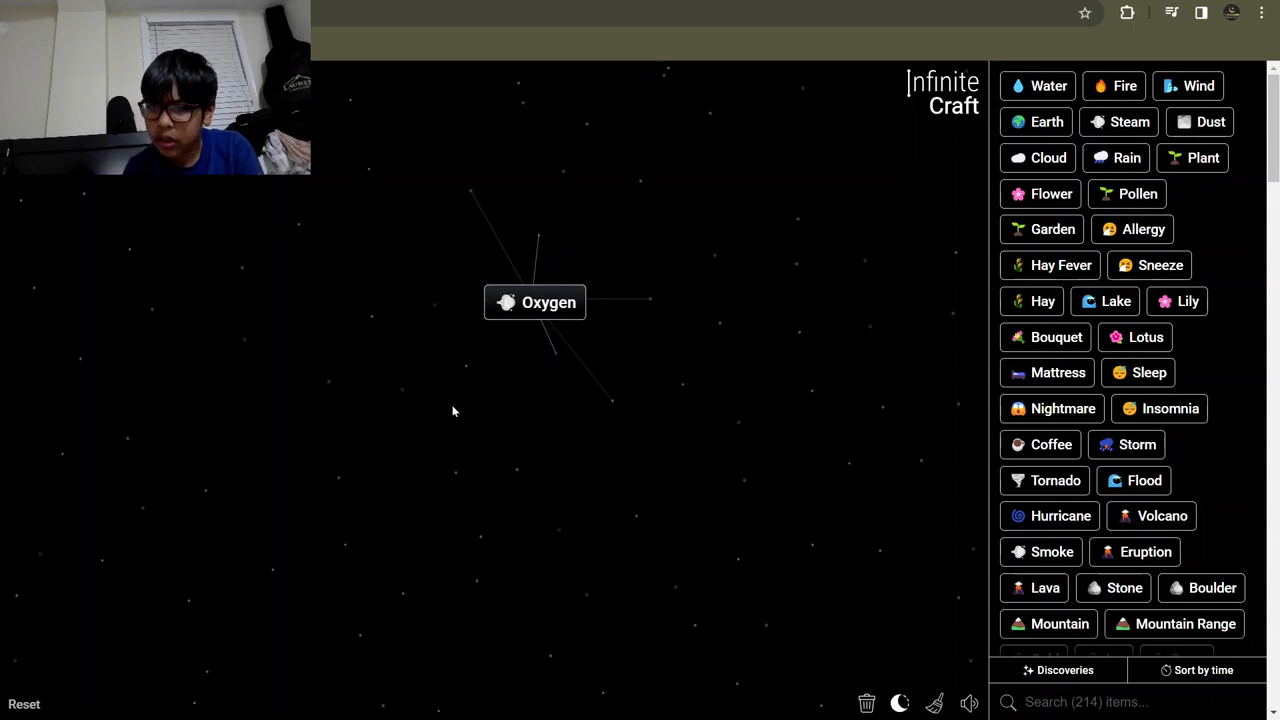 Infinite
Craft
Water Fire Wind
Earth Steam Dust
Cloud Rain Plant
Flower Pollen
Garden Allergy
Hay Fever Sneeze
Hay Lake Lily
Bouquet Lotus
Mattress Sleep
Nightmare Insomnia
Coffee Storm
Tornado Flood
Hurricane Volcano
Smoke Eruption
Lava Stone Boulder
Mountain Mountain Range
Oxygen
Discoveries Sort by time
Search (214) items...
Reset